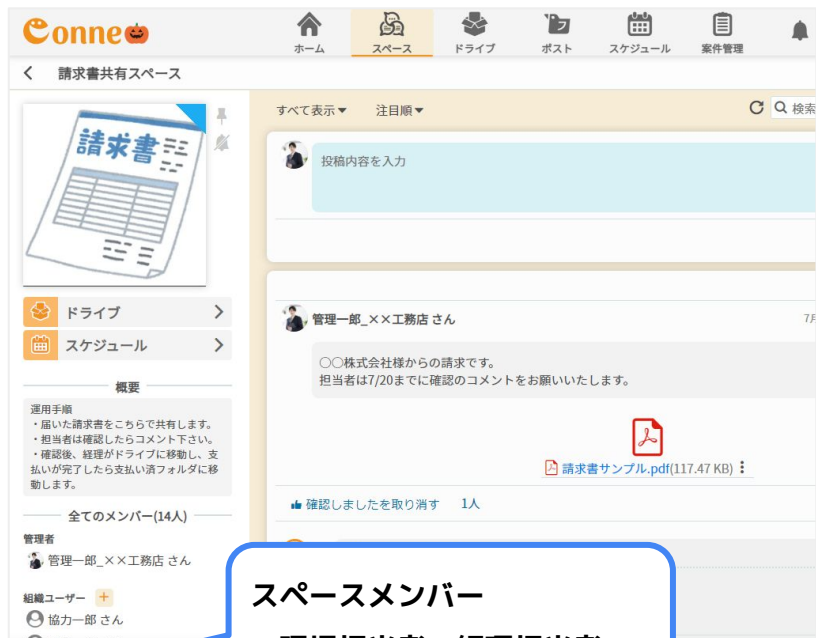 Conne
ホーム
スペース
ドライブ
ポスト
スケジュール
案件管理
請求書共有スペース
請求書
ドライブ
スケジュール
概要
運用手順
・届いた請求書をこちらで共有します。
・担当者は確認したらコメント下さい。
・確認後、経理がドライブに移動し、支
払いが完了したら支払い済フォルダに移
動します。
全てのメンバー(14人)
管理者
管理一郎_××工務店 さん
組織ユーザー +
協力一郎 さん
すべて表示▼ 注目順▼
検索
投稿内容を入力
管理一郎_××工務店 さん
7月
〇〇株式会社様からの請求です。
担当者は7/20までに確認のコメントをお願いいたします。
請求書サンプル.pdf(117.47 KB)
確認しましたを取り消す 1人
スペースメンバー